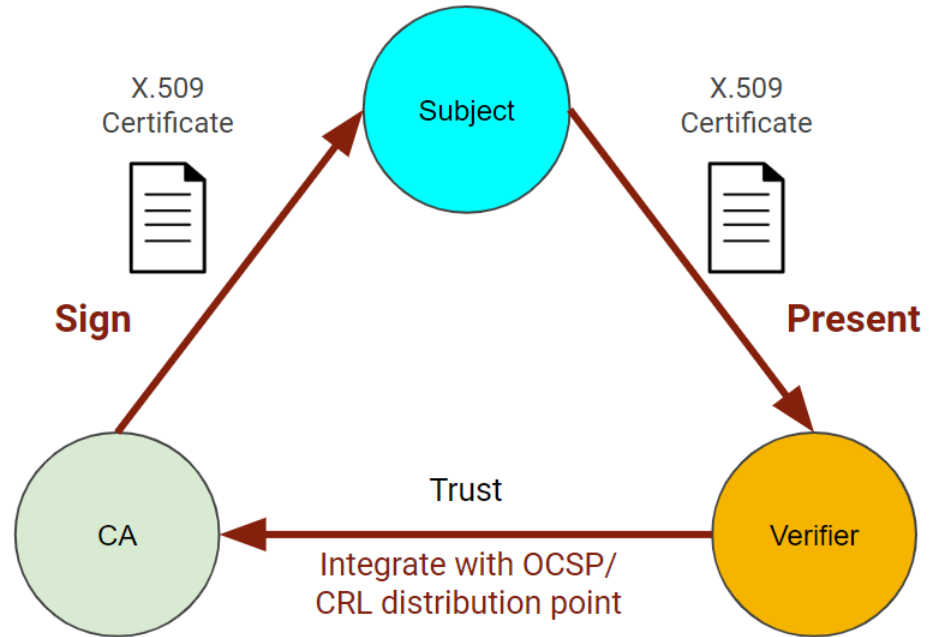 X.509
Certificate
Subject
X.509
Certificate
Sign
Present
CA
Trust
Verifier
Integrate with OCSP/
CRL distribution point